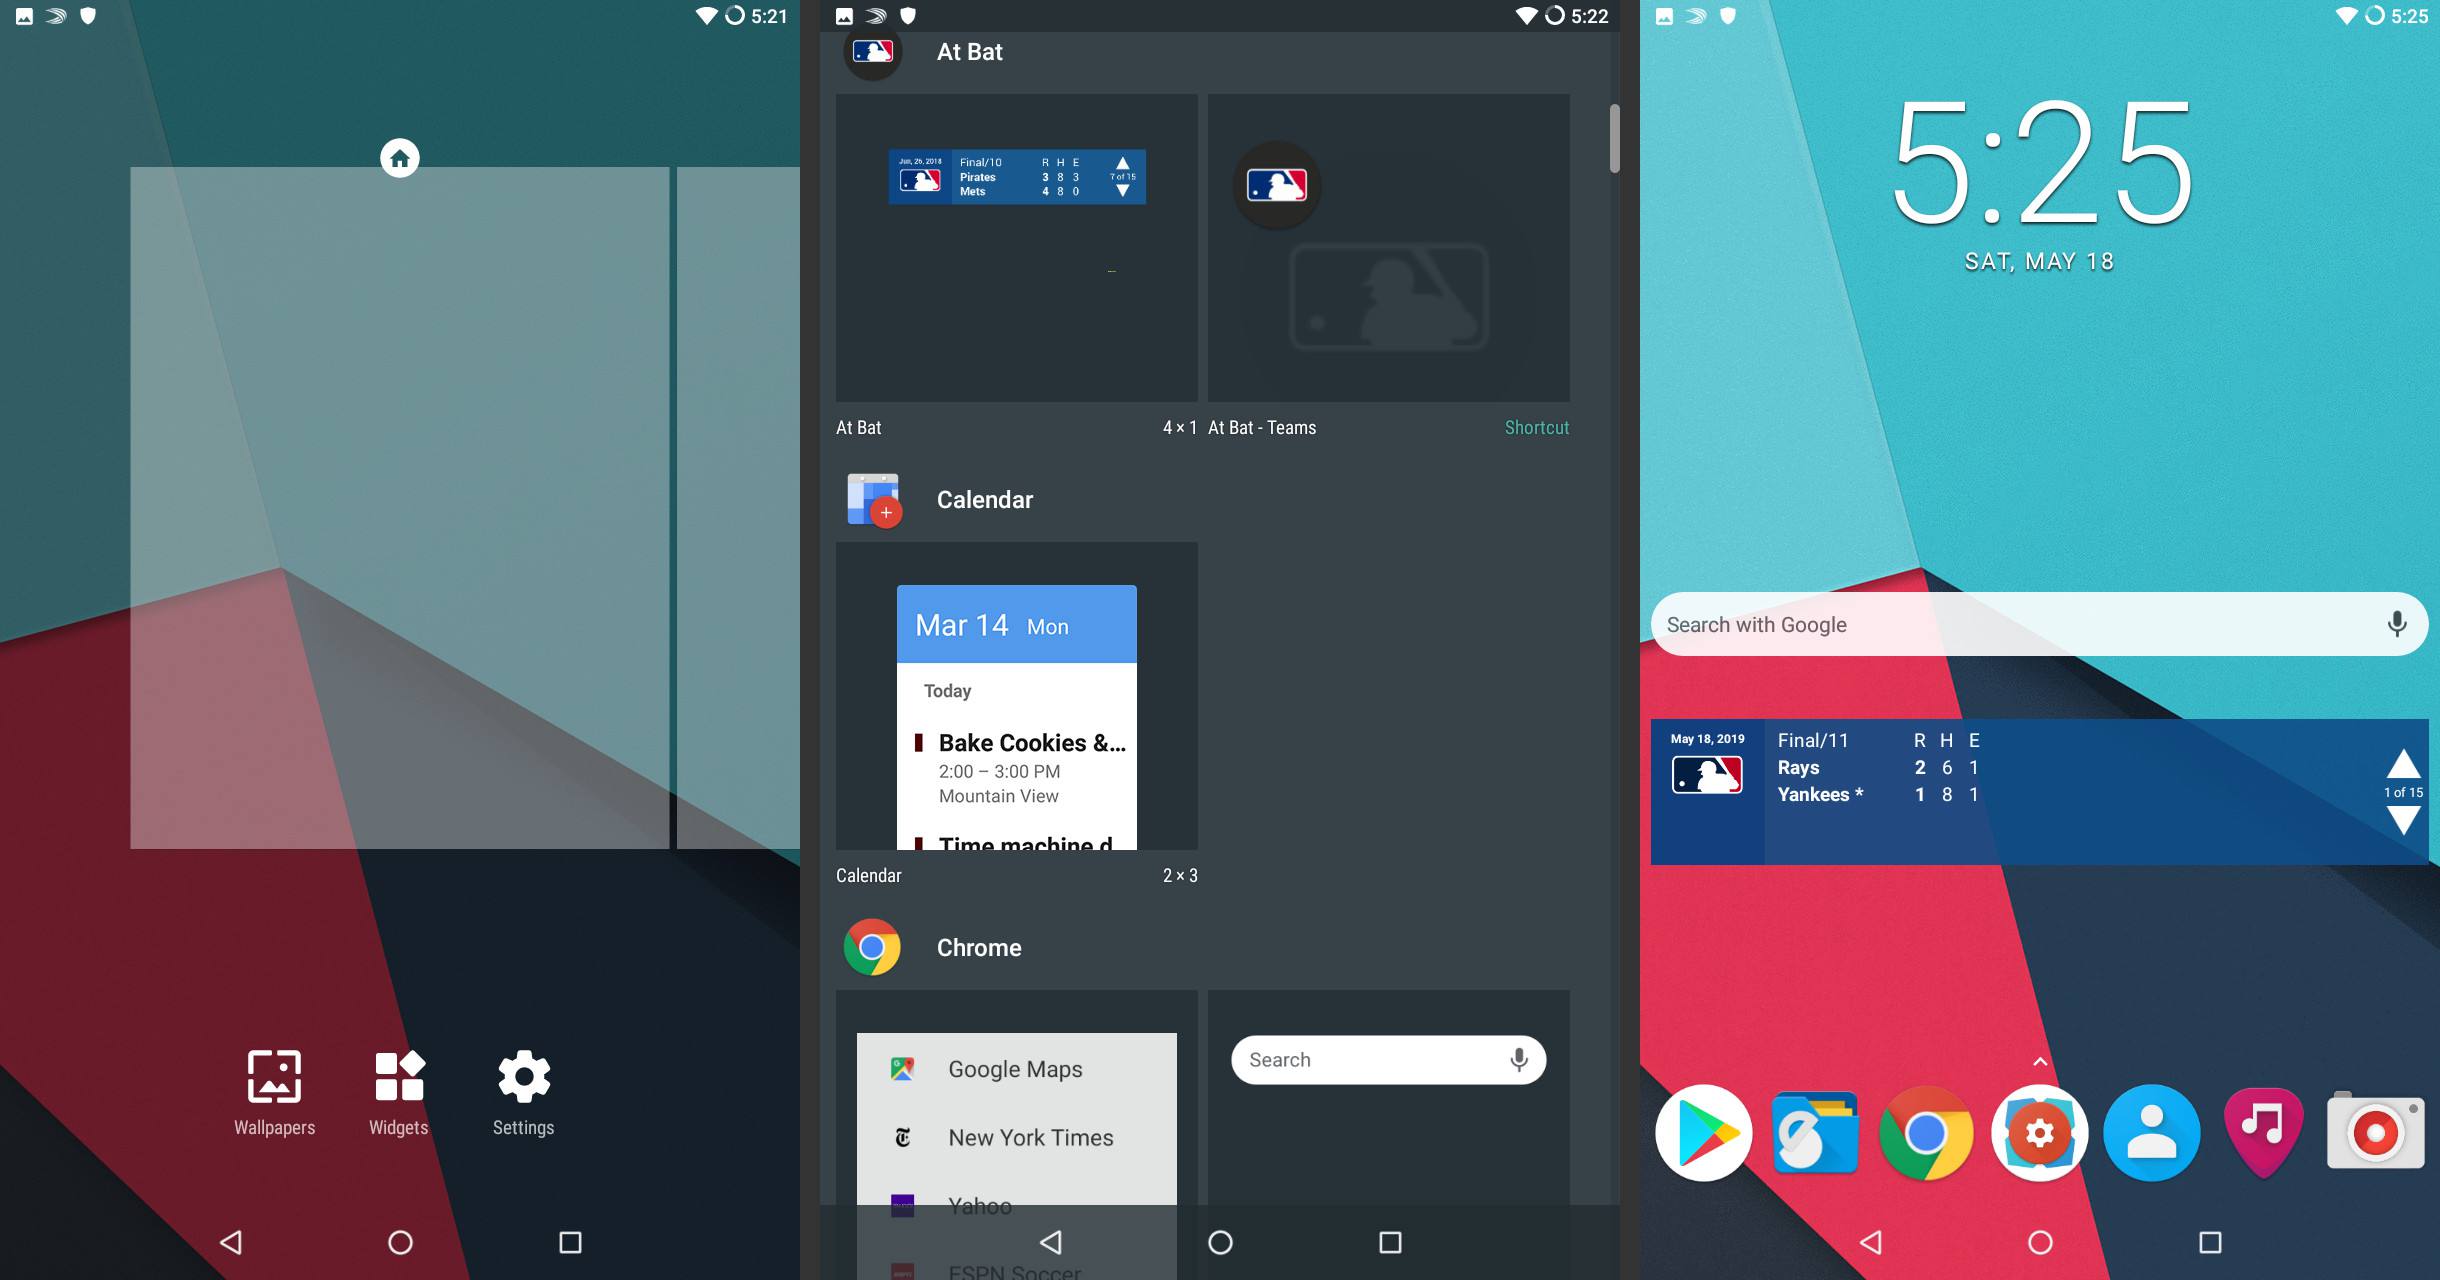 5:21
Wallpapers
Widgets
Settings
5:22
At Bat
Jun, 26, 2018
Final/10 R H E
Pirates 3 8 3
Mets 4 8 0
7 of 15
At Bat 4 × 1
At Bat - Teams Shortcut
Calendar
Mar 14 Mon
Today
Bake Cookies &...
2:00 – 3:00 PM
Mountain View
Time machine d
Calendar 2 × 3
Chrome
Google Maps
New York Times
Yahoo
ESPN Soccer
Search
5:25
5:25
SAT, MAY 18
Search with Google
May 18, 2019
Final/11 R H E
Rays 2 6 1
Yankees * 1 8 1
1 of 15